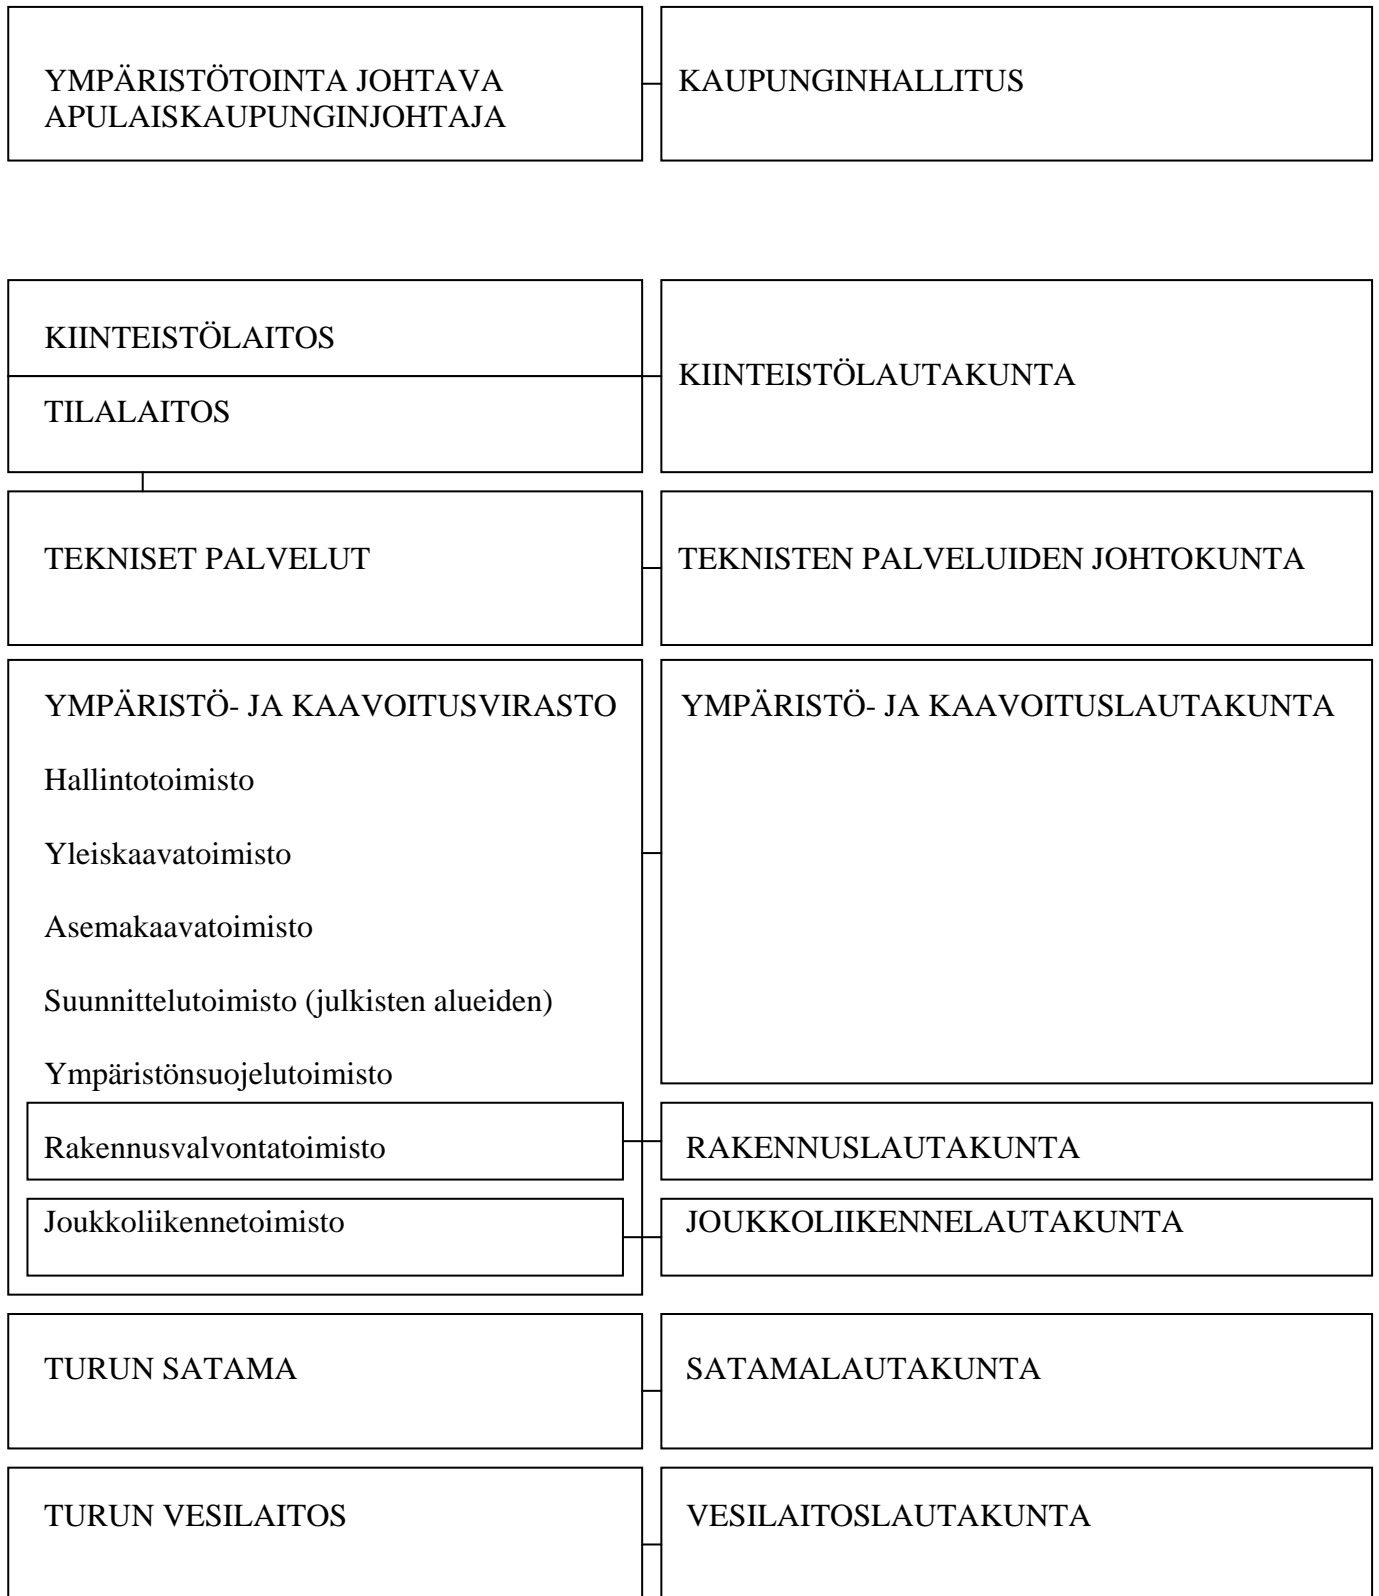 YMPÄRISTÖTOINTA JOHTAVA
APULAISKAUPUNGINJOHTAJA
KAUPUNGINHALLITUS
KIINTEISTÖLAITOS
TILALAITOS
KIINTEISTÖLAUTAKUNTA
TEKNISET PALVELUT
TEKNISTEN PALVELUIDEN JOHTOKUNTA
YMPÄRISTÖ- JA KAAVOITUSVIRASTO
YMPÄRISTÖ- JA KAAVOITUSLAUTAKUNTA
Hallintotoimisto
Yleiskaavatoimisto
Asemakaavatoimisto
Suunnittelutoimisto (julkisten alueiden)
Ympäristönsuojelutoimisto
Rakennusvalvontatoimisto
RAKENNUSLAUTAKUNTA
Joukkoliikennetoimisto
JOUKKOLIIKENNELAUTAKUNTA
TURUN SATAMA
SATAMALAUTAKUNTA
TURUN VESILAITOS
VESILAITOSLAUTAKUNTA